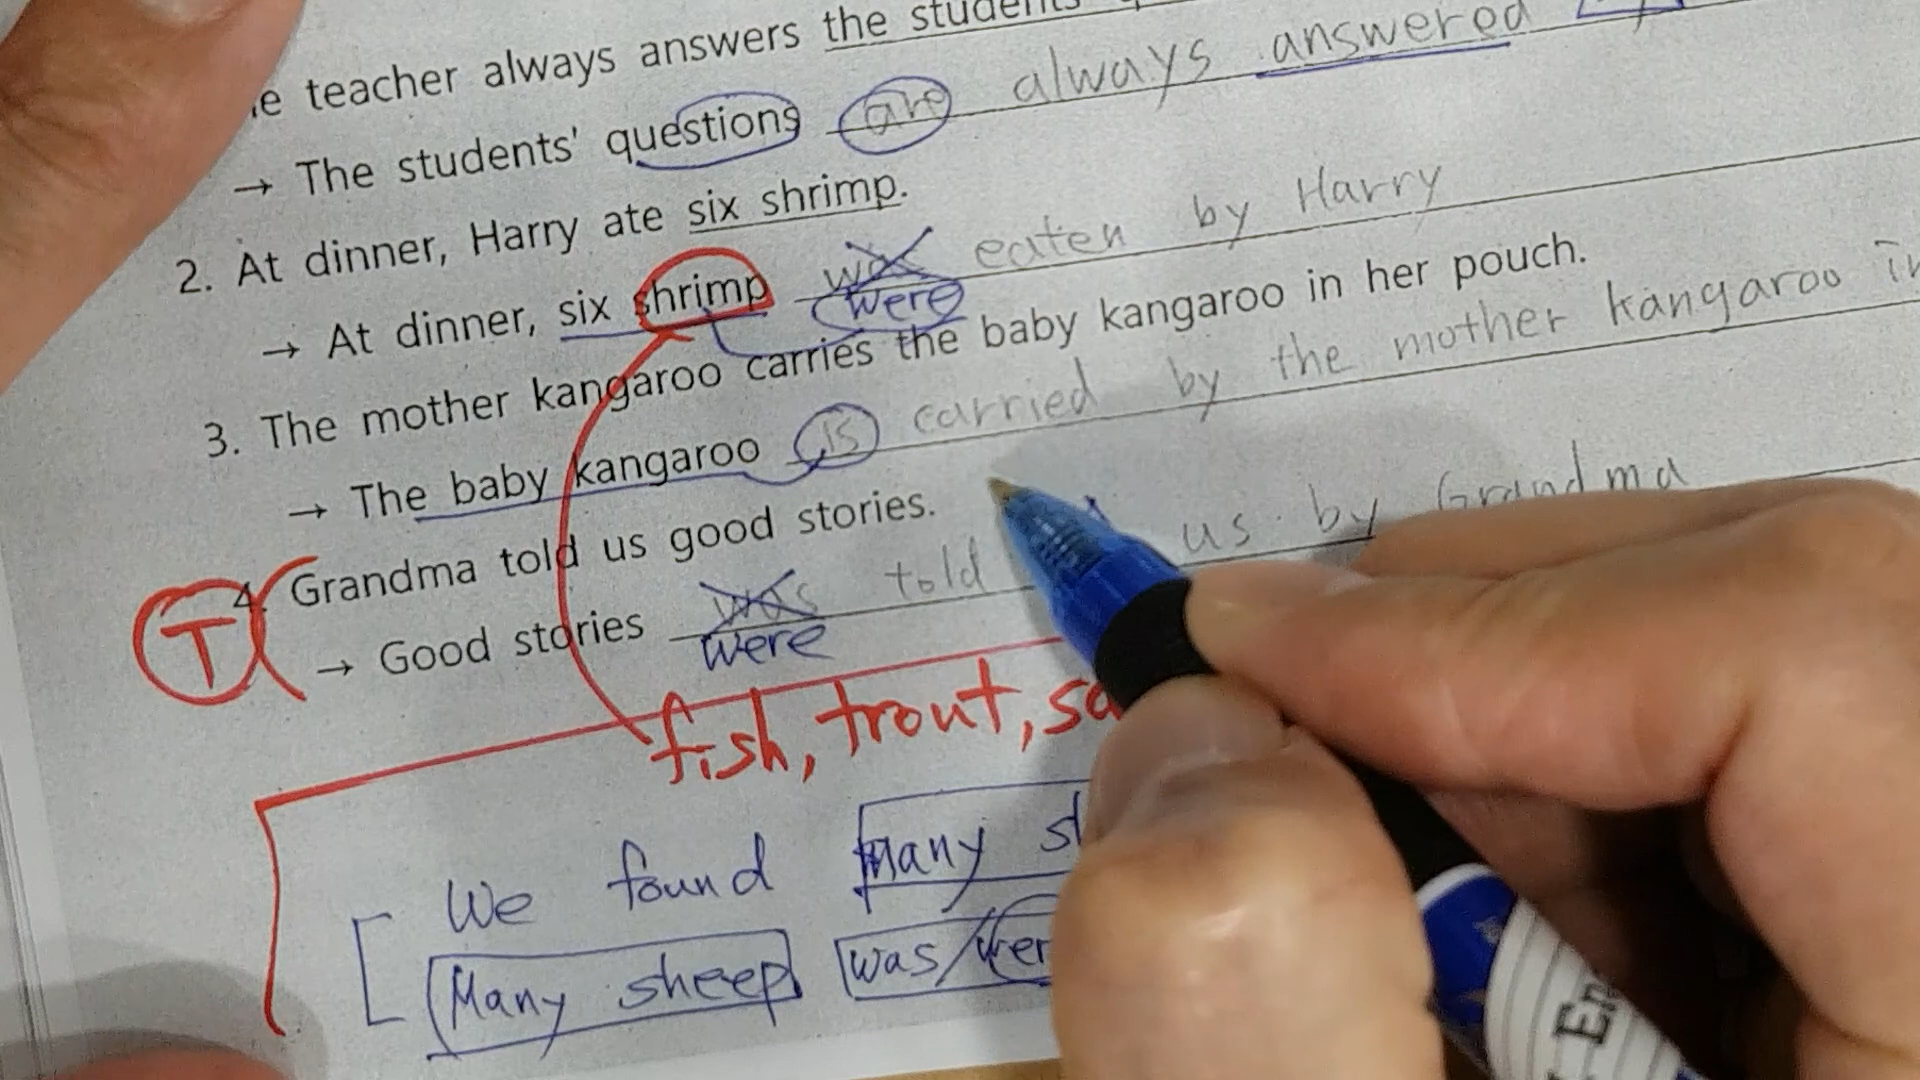 teacher always answers the students'
→ The students' questions are always answered
2. At dinner, Harry ate six shrimp.
→ At dinner, six shrimp was were eaten by Harry
3. The mother kangaroo carries the baby kangaroo in her pouch.
→ The baby kangaroo is carried by the mother kangaroo in
T 4. Grandma told us good stories.
→ Good stories was were told us by Grandma
fish, trout,
We found many
Many sheep was/wer